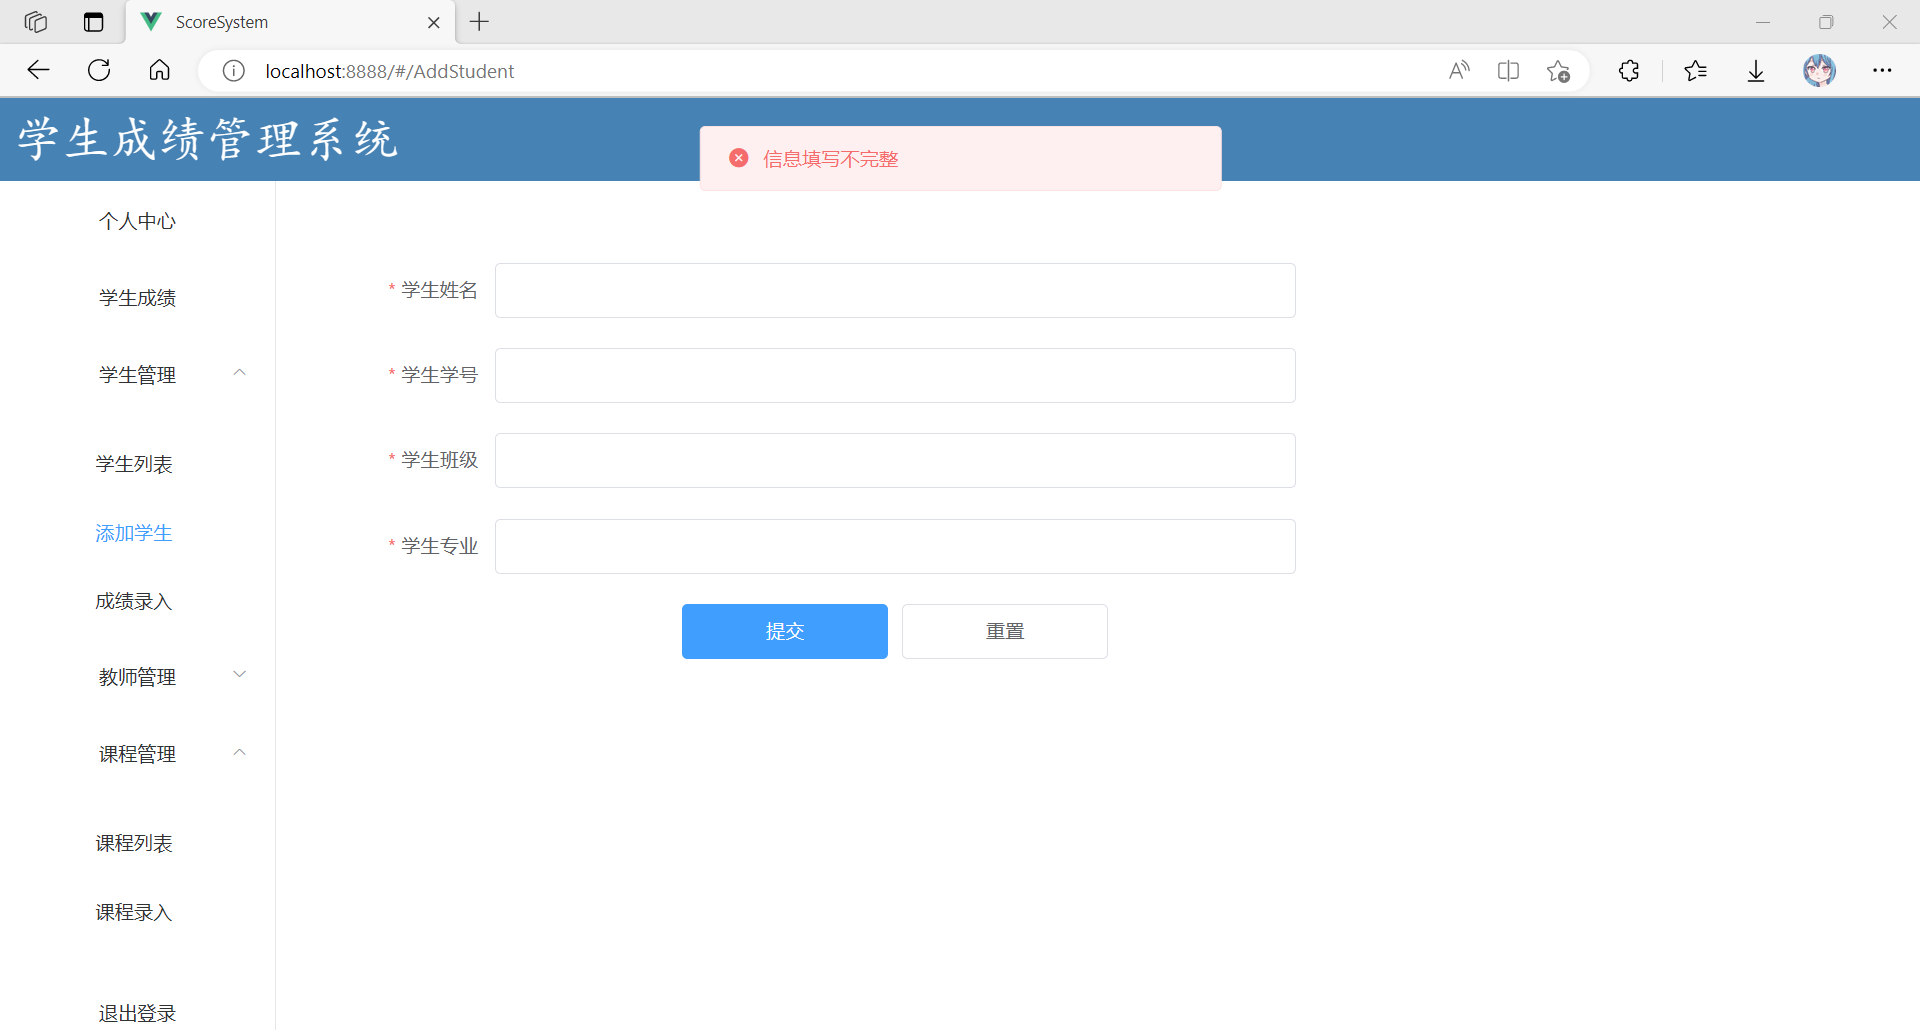 ScoreSystem
localhost:8888/#/AddStudent
学生成绩管理系统
信息填写不完整
个人中心
学生成绩
学生管理
学生列表
添加学生
成绩录入
教师管理
课程管理
课程列表
课程录入
退出登录
* 学生姓名
* 学生学号
* 学生班级
* 学生专业
提交 重置